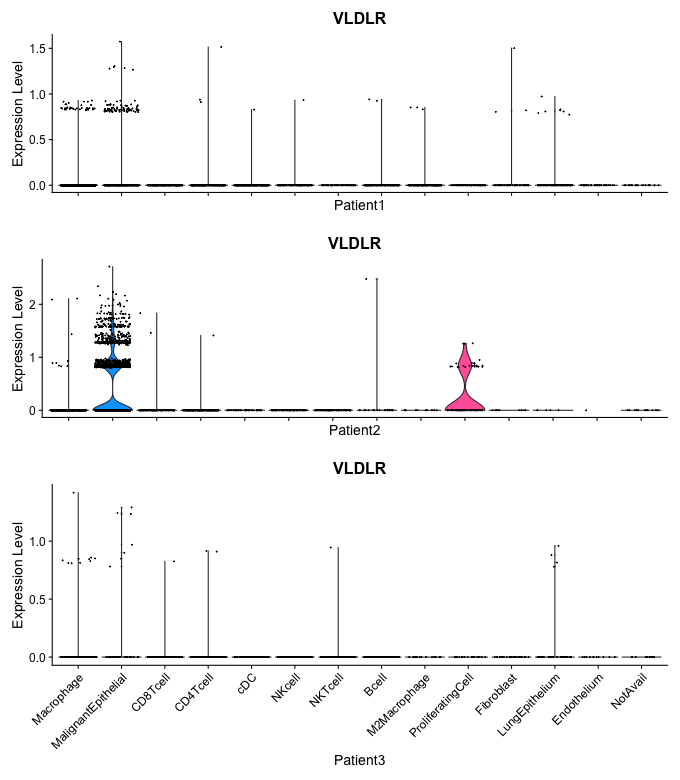 VLDLR
Expression Level
1.5
1.0
0.5
0.0
Patient1
VLDLR
Expression Level
2
1
0
Patient2
VLDLR
Expression Level
1.0
0.5
0.0
Macrophage
MalignantEpithelial
CD8Tcell
CD4Tcell
cDC
NKcell
NKTcell
Bcell
M2Macrophage
ProliferatingCell
Fibroblast
LungEpithelium
Endothelium
NotAvail
Patient3